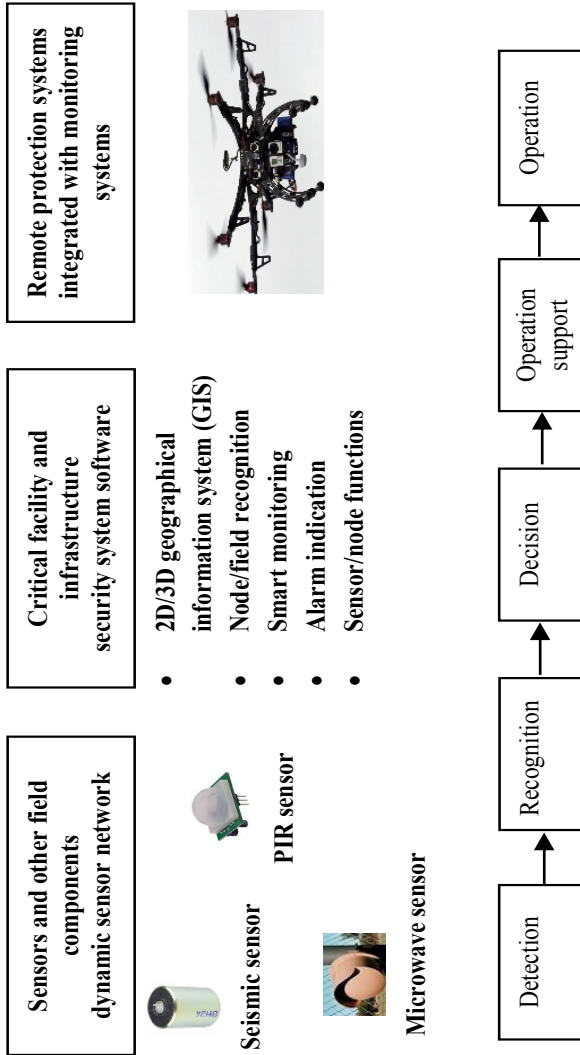 Sensors and other field
components
dynamic sensor network
Seismic sensor
PIR sensor
Microwave sensor
Critical facility and
infrastructure
security system software
• 2D/3D geographical
information system (GIS)
• Node/field recognition
• Smart monitoring
• Alarm indication
• Sensor/node functions
Remote protection systems
integrated with monitoring
systems
Detection
Recognition
Decision
Operation
support
Operation